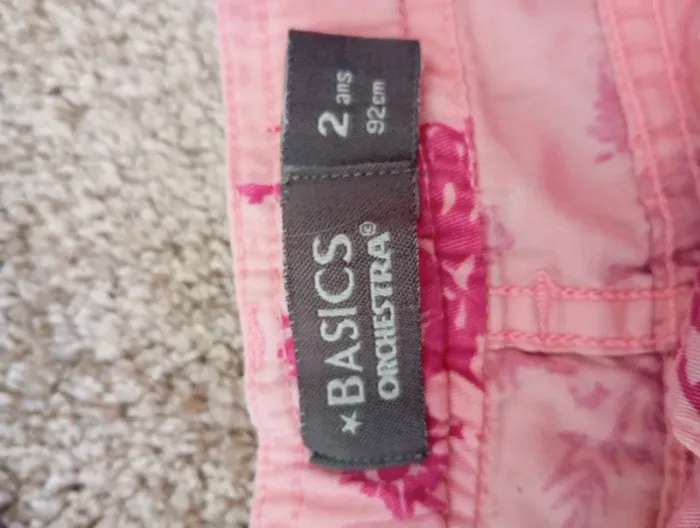 ★BASICS
ORCHESTRA®
2 ans
92cm